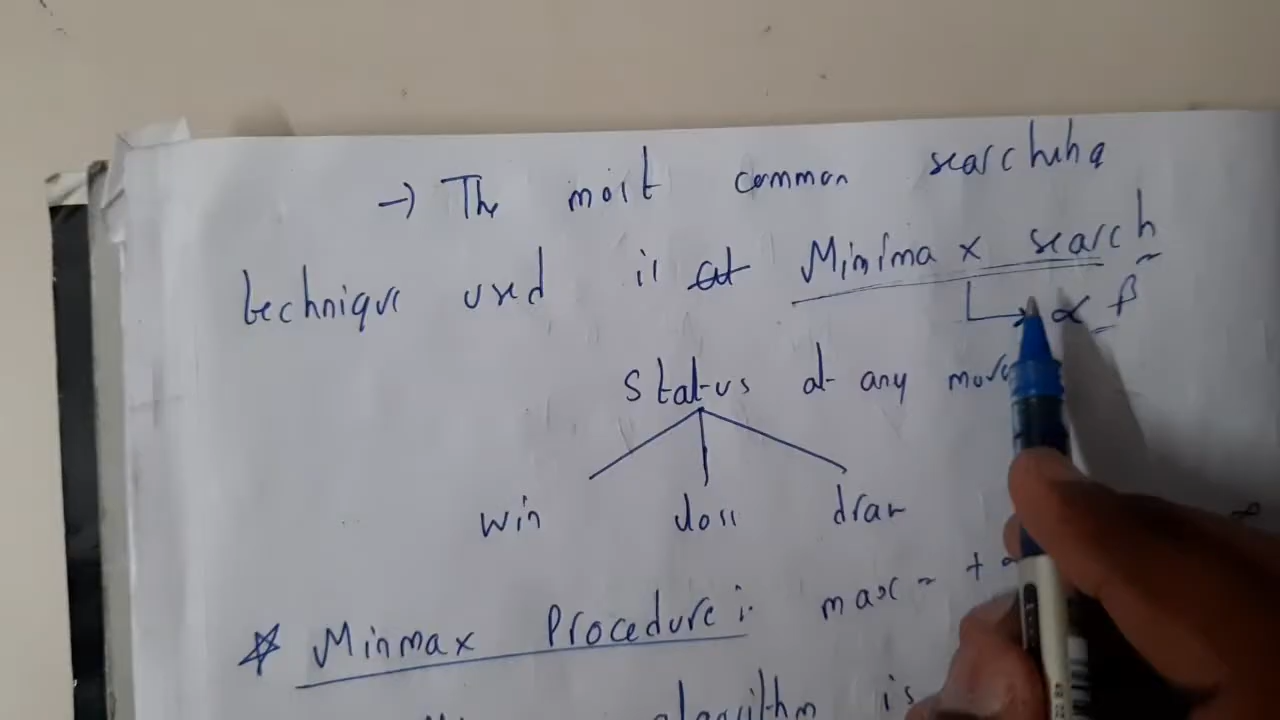 → The most common searching
technique used is at Minimax search
↳ α β
Status at any move
win loss draw
☆ Minmax Procedure :- max - +
algorithm is